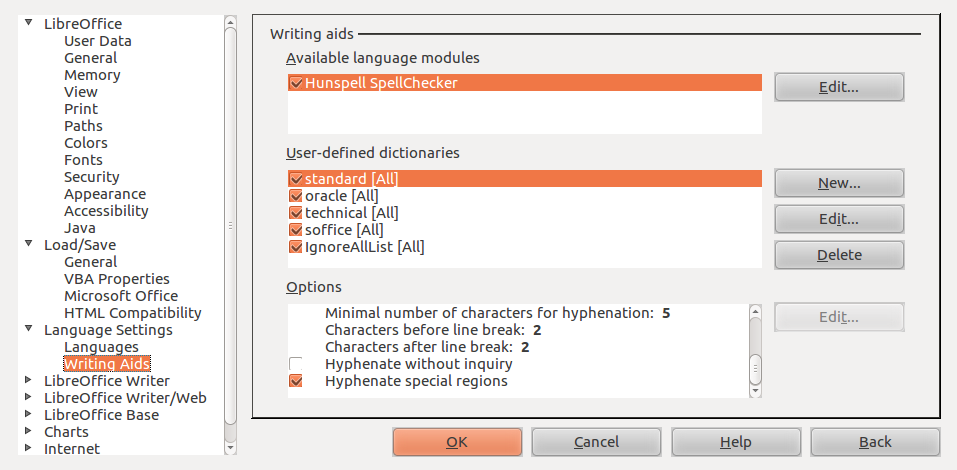 LibreOffice
User Data
General
Memory
View
Print
Paths
Colors
Fonts
Security
Appearance
Accessibility
Java
Load/Save
General
VBA Properties
Microsoft Office
HTML Compatibility
Language Settings
Languages
Writing Aids
LibreOffice Writer
LibreOffice Writer/Web
LibreOffice Base
Charts
Internet
Writing aids
Available language modules
Hunspell SpellChecker
Edit...
User-defined dictionaries
standard [All]
oracle [All]
technical [All]
soffice [All]
IgnoreAllList [All]
New...
Edit...
Delete
Options
Minimal number of characters for hyphenation: 5
Characters before line break: 2
Characters after line break: 2
Hyphenate without inquiry
Hyphenate special regions
Edit...
OK
Cancel
Help
Back